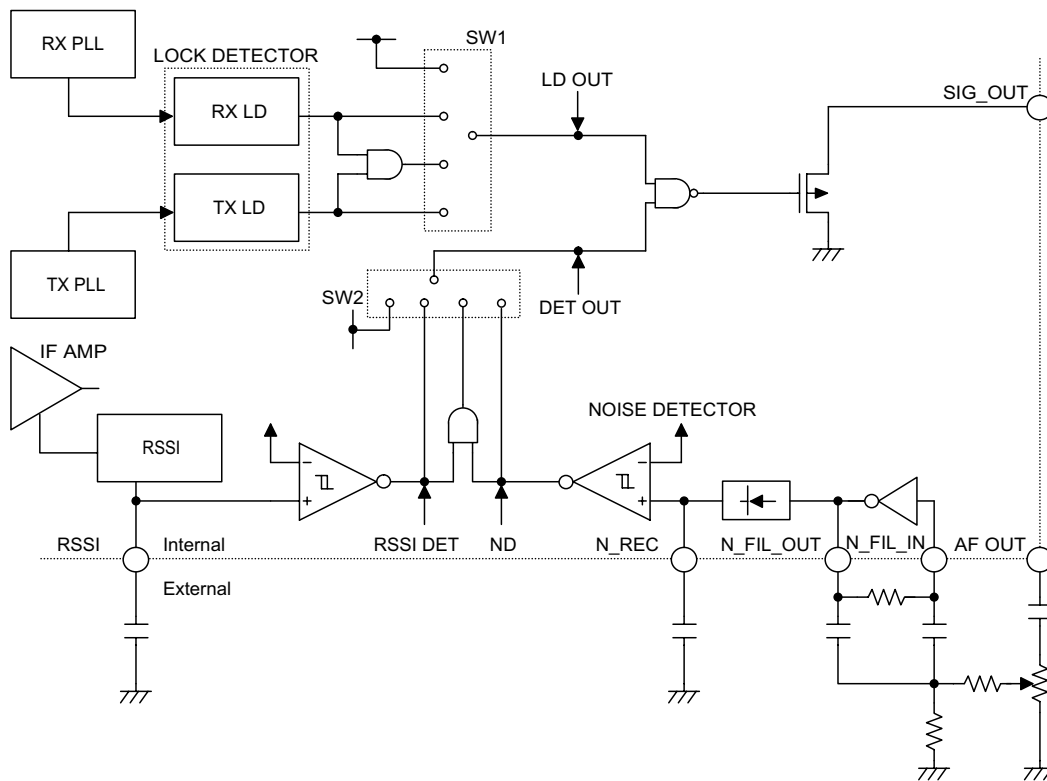 RX PLL
SW1
LOCK DETECTOR
LD OUT
SIG_OUT
RX LD
TX LD
TX PLL
SW2
DET OUT
IF AMP
NOISE DETECTOR
RSSI
−
−
+
+
RSSI
Internal
RSSI DET
ND
N_REC
N_FIL_OUT
N_FIL_IN
AF OUT
External